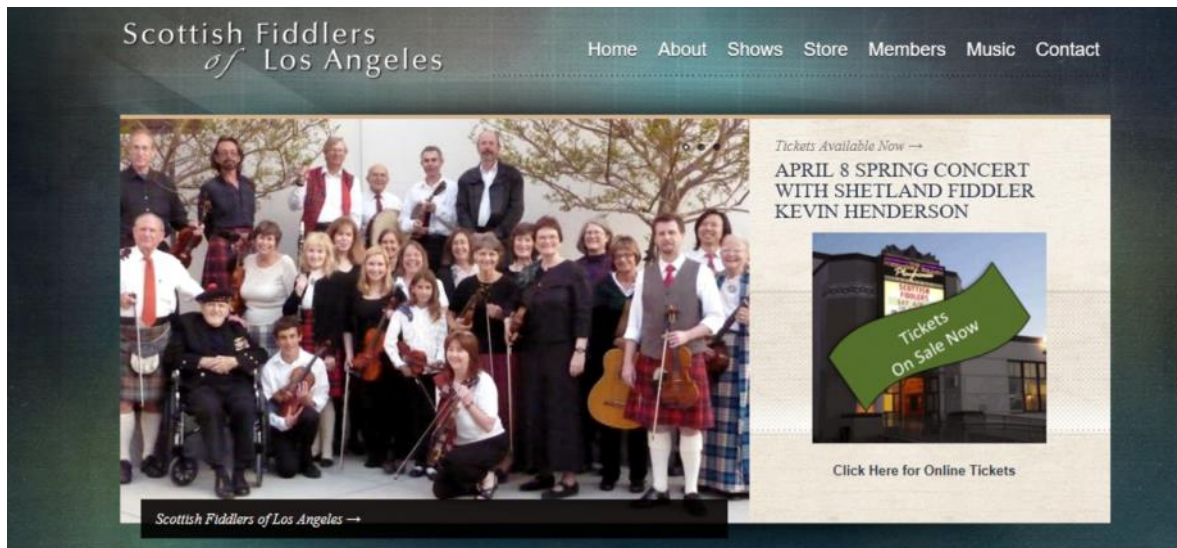 Scottish Fiddlers
of Los Angeles
Home About Shows Store Members Music Contact
Tickets Available Now →
APRIL 8 SPRING CONCERT
WITH SHETLAND FIDDLER
KEVIN HENDERSON
SCOTTISH
FIDDLERS
Tickets
On Sale Now
Click Here for Online Tickets
Scottish Fiddlers of Los Angeles →